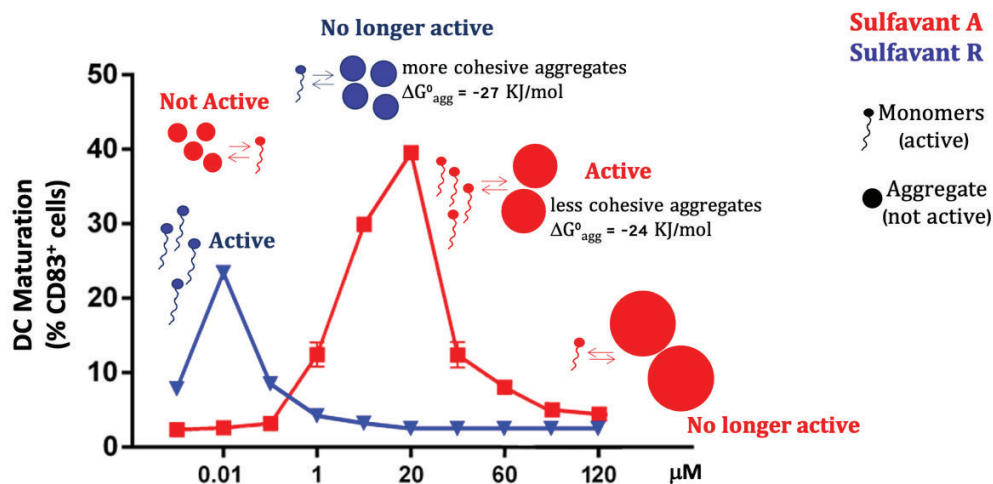 Sulfavant A
Sulfavant R
No longer active
more cohesive aggregates
ΔG⁰agg = -27 KJ/mol
Not Active
Monomers
(active)
Active
less cohesive aggregates
ΔG⁰agg = -24 KJ/mol
Aggregate
(not active)
Active
No longer active
DC Maturation
(% CD83⁺ cells)
50
40
30
20
10
0
0.01 1 20 60 120 μM